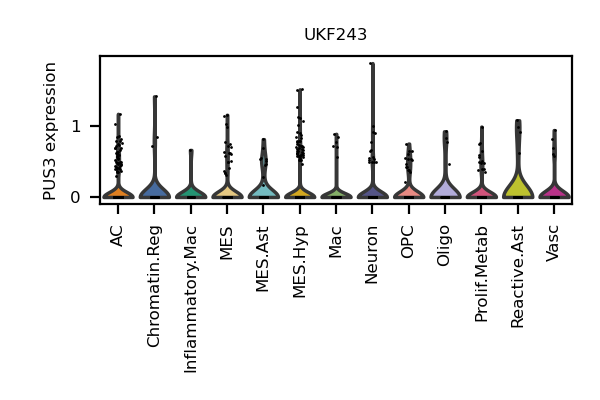 UKF243
PUS3 expression
1
0
AC
Chromatin.Reg
Inflammatory.Mac
MES
MES.Ast
MES.Hyp
Mac
Neuron
OPC
Oligo
Prolif.Metab
Reactive.Ast
Vasc